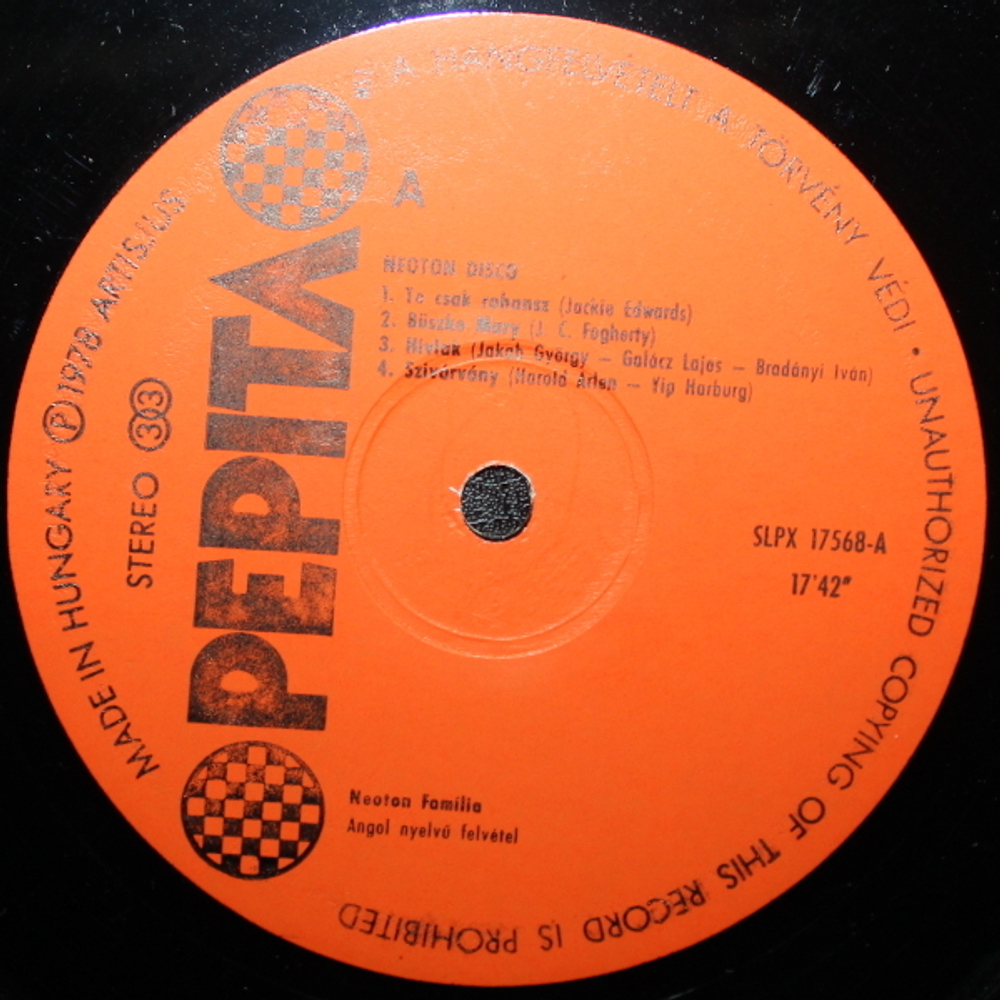 A HANGFELVÉTELT A TÖRVÉNY VÉDI • UNAUTHORIZED COPYING OF THIS RECORD IS PROHIBITED
MADE IN HUNGARY Ⓟ 1978 ARTISJUS
STEREO 33
PEPITA
A
NEOTON DISCO
1. Te csak rohansz (Jackie Edwards)
2. Büszke Mary (J. C. Fogherty)
3. Hívlak (Jakab György – Galácz Lajos – Bradányi Iván)
4. Szivárvány (Harold Arlen – Yip Harburg)
SLPX 17568-A
17'42"
Neoton Família
Angol nyelvű felvétel